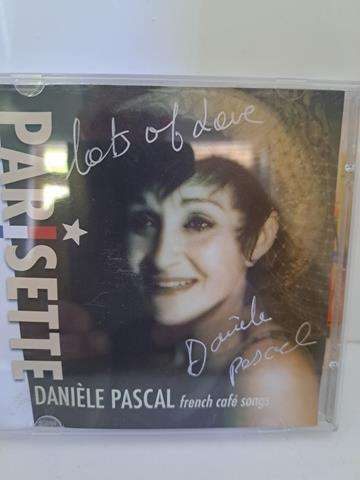 PARISETTE
lots of Love
Danièle
pascal
DANIÈLE PASCAL french café songs